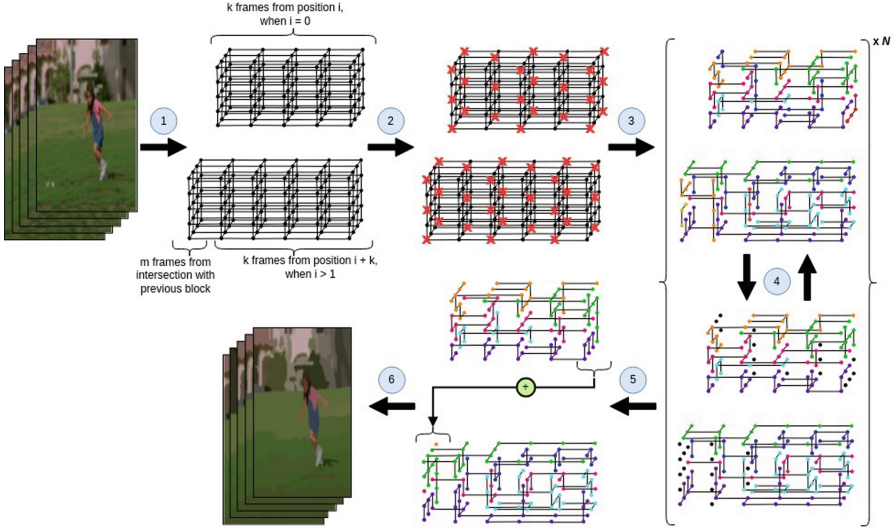 k frames from position i,
when i = 0
x N
1
2
3
m frames from
intersection with
previous block
k frames from position i + k,
when i > 1
4
+
5
6